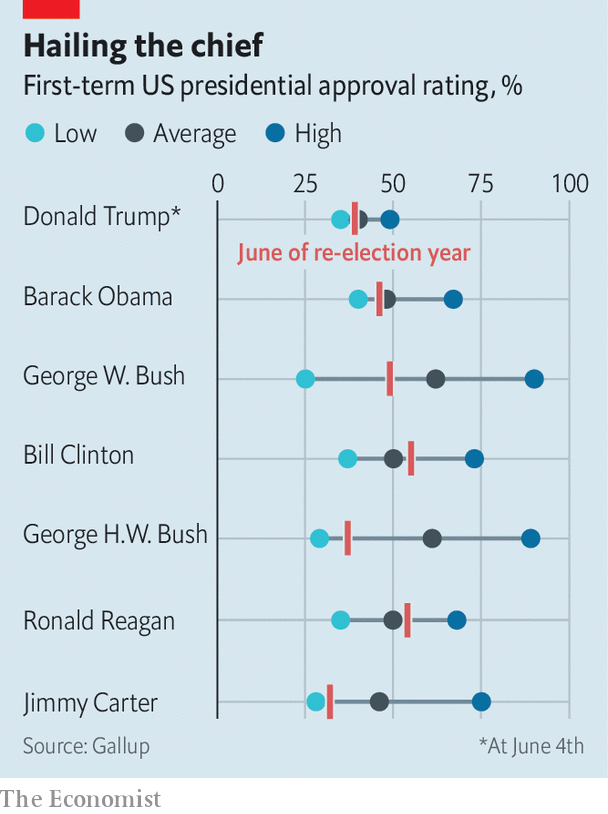 Hailing the chief
First-term US presidential approval rating, %
Low Average High
0 25 50 75 100
Donald Trump*
June of re-election year
Barack Obama
George W. Bush
Bill Clinton
George H.W. Bush
Ronald Reagan
Jimmy Carter
Source: Gallup *At June 4th
The Economist